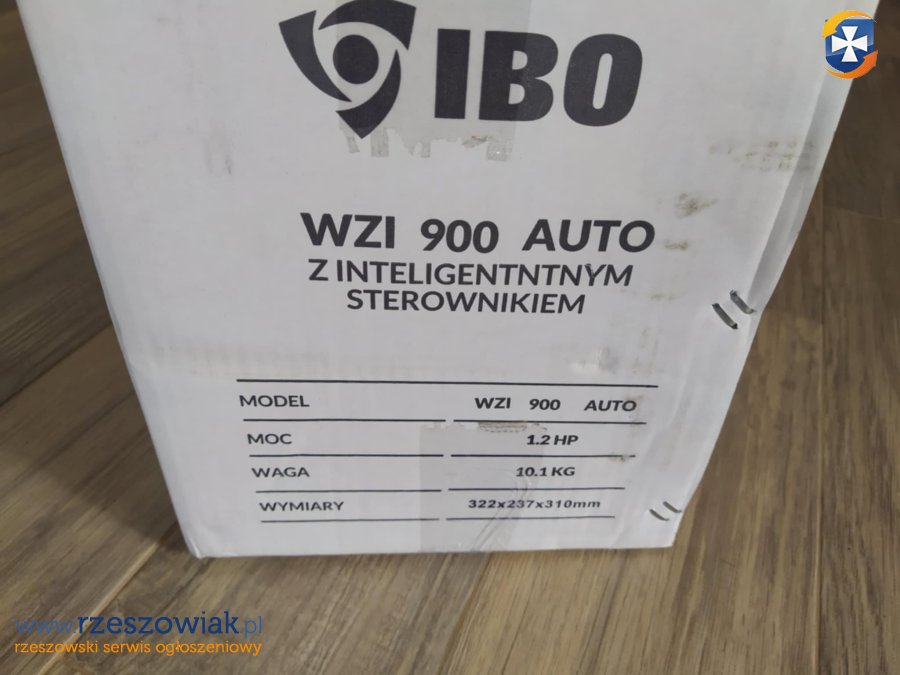 IBO
WZI 900 AUTO
Z INTELIGENTNTNYM
STEROWNIKIEM
MODEL WZI 900 AUTO
MOC 1.2 HP
WAGA 10.1 KG
WYMIARY 322x237x310mm
www.rzeszowiak.pl
rzeszowski serwis ogłoszeniowy